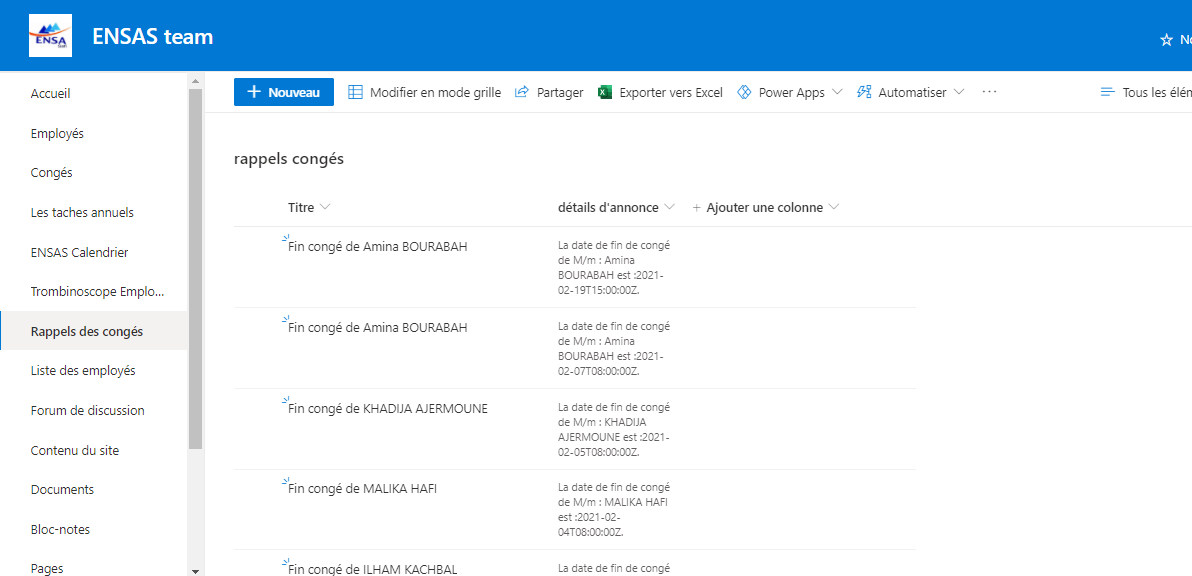 ENSA
ENSAS team
Accueil
Employés
Congés
Les taches annuels
ENSAS Calendrier
Trombinoscope Emplo...
Rappels des congés
Liste des employés
Forum de discussion
Contenu du site
Documents
Bloc-notes
Pages
Nouveau
Modifier en mode grille
Partager
Exporter vers Excel
Power Apps
Automatiser
...
Tous les élém
rappels congés
Titre
détails d'annonce
+ Ajouter une colonne
Fin congé de Amina BOURABAH
La date de fin de congé
de M/m : Amina
BOURABAH est :2021-
02-19T15:00:00Z.
Fin congé de Amina BOURABAH
La date de fin de congé
de M/m : Amina
BOURABAH est :2021-
02-07T08:00:00Z.
Fin congé de KHADIJA AJERMOUNE
La date de fin de congé
de M/m : KHADIJA
AJERMOUNE est :2021-
02-05T08:00:00Z.
Fin congé de MALIKA HAFI
La date de fin de congé
de M/m : MALIKA HAFI
est :2021-02-
04T08:00:00Z.
Fin congé de ILHAM KACHBAL
La date de fin de congé